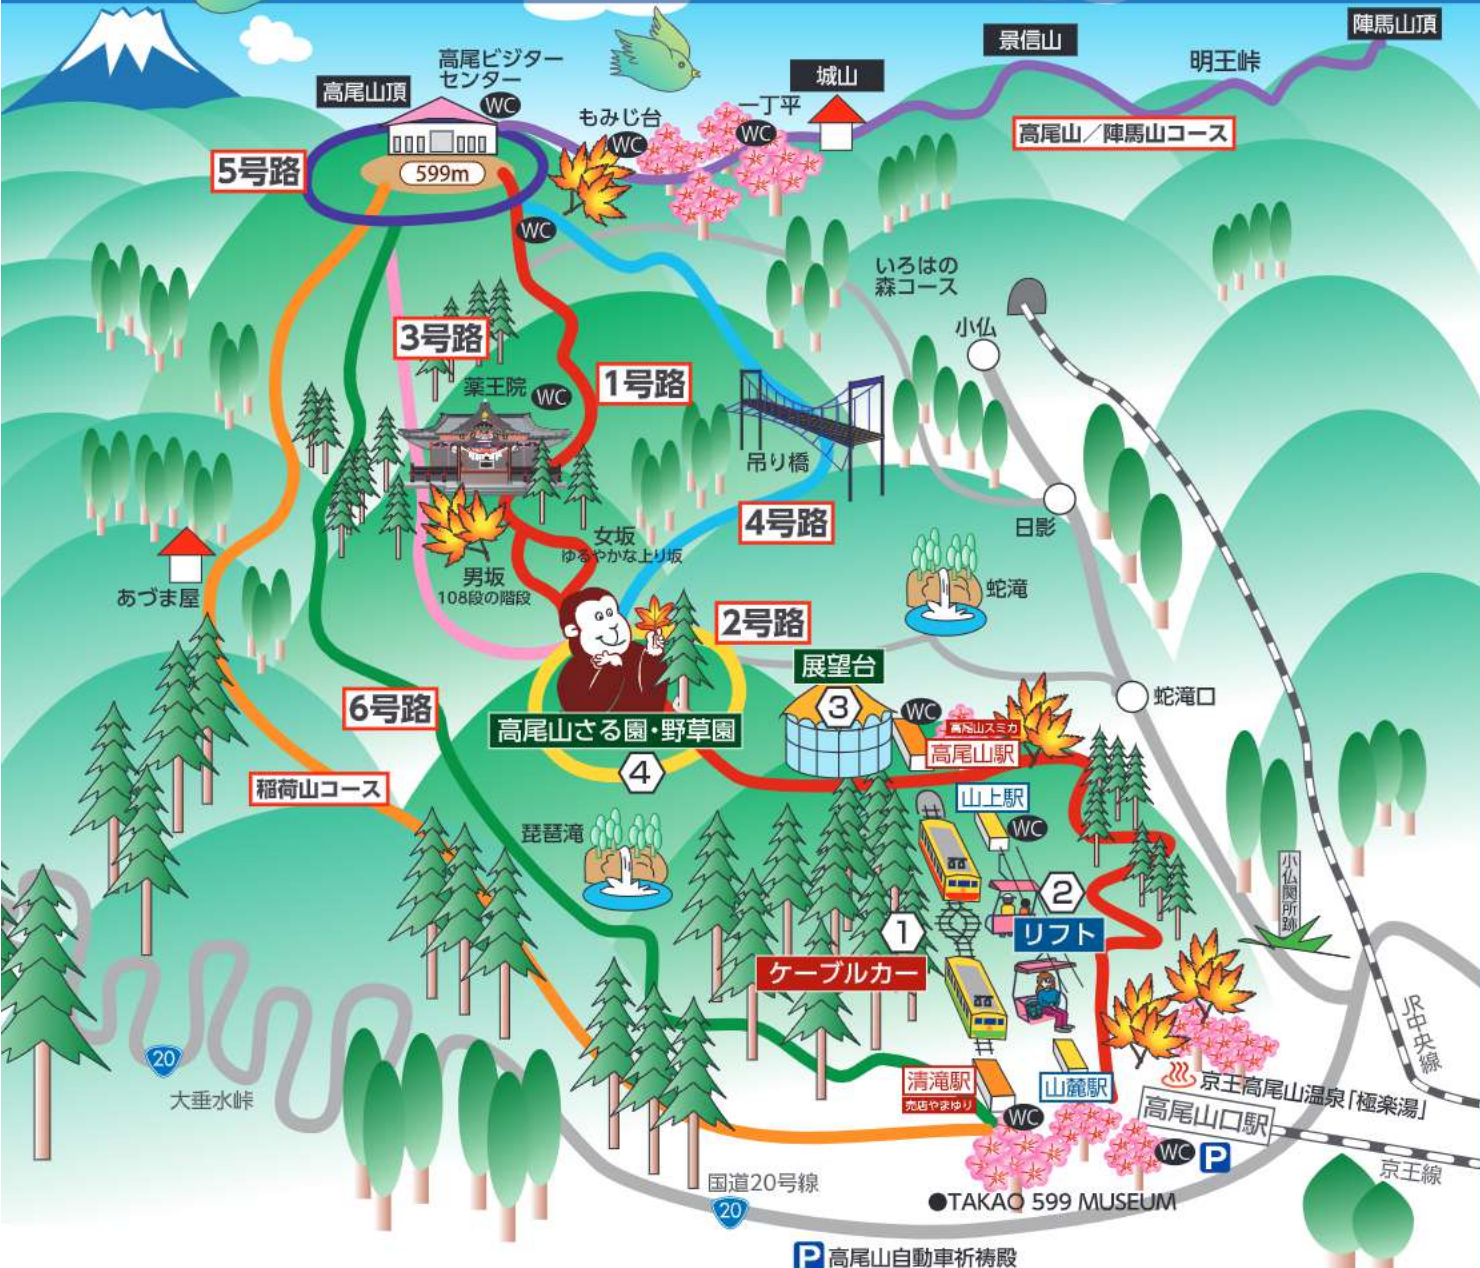 陣馬山頂
景信山
明王峠
城山
高尾ビジター
センター
WC
高尾山頂
もみじ台
WC
一丁平
WC
高尾山／陣馬山コース
5号路
599m
WC
いろはの
森コース
小仏
3号路
1号路
薬王院
WC
吊り橋
4号路
日影
女坂
ゆるやかな上り坂
男坂
108段の階段
あづま屋
蛇滝
2号路
展望台
3
蛇滝口
6号路
WC
高尾山スミカ
高尾山駅
高尾山さる園・野草園
4
稲荷山コース
山上駅
WC
琵琶滝
小仏関所跡
2
1
リフト
ケーブルカー
JR中央線
20
大垂水峠
清滝駅
売店やまゆり
山麓駅
京王高尾山温泉「極楽湯」
高尾山口駅
WC
WC
P
京王線
国道20号線
20
●TAKAO 599 MUSEUM
P 高尾山自動車祈祷殿